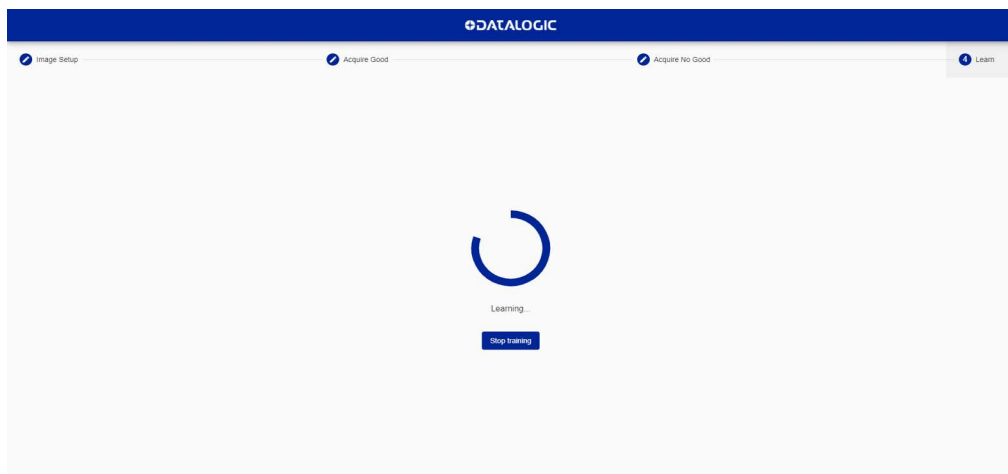 DATALOGIC
Image Setup
Acquire Good
Acquire No Good
4 Learn
Learning...
Stop training